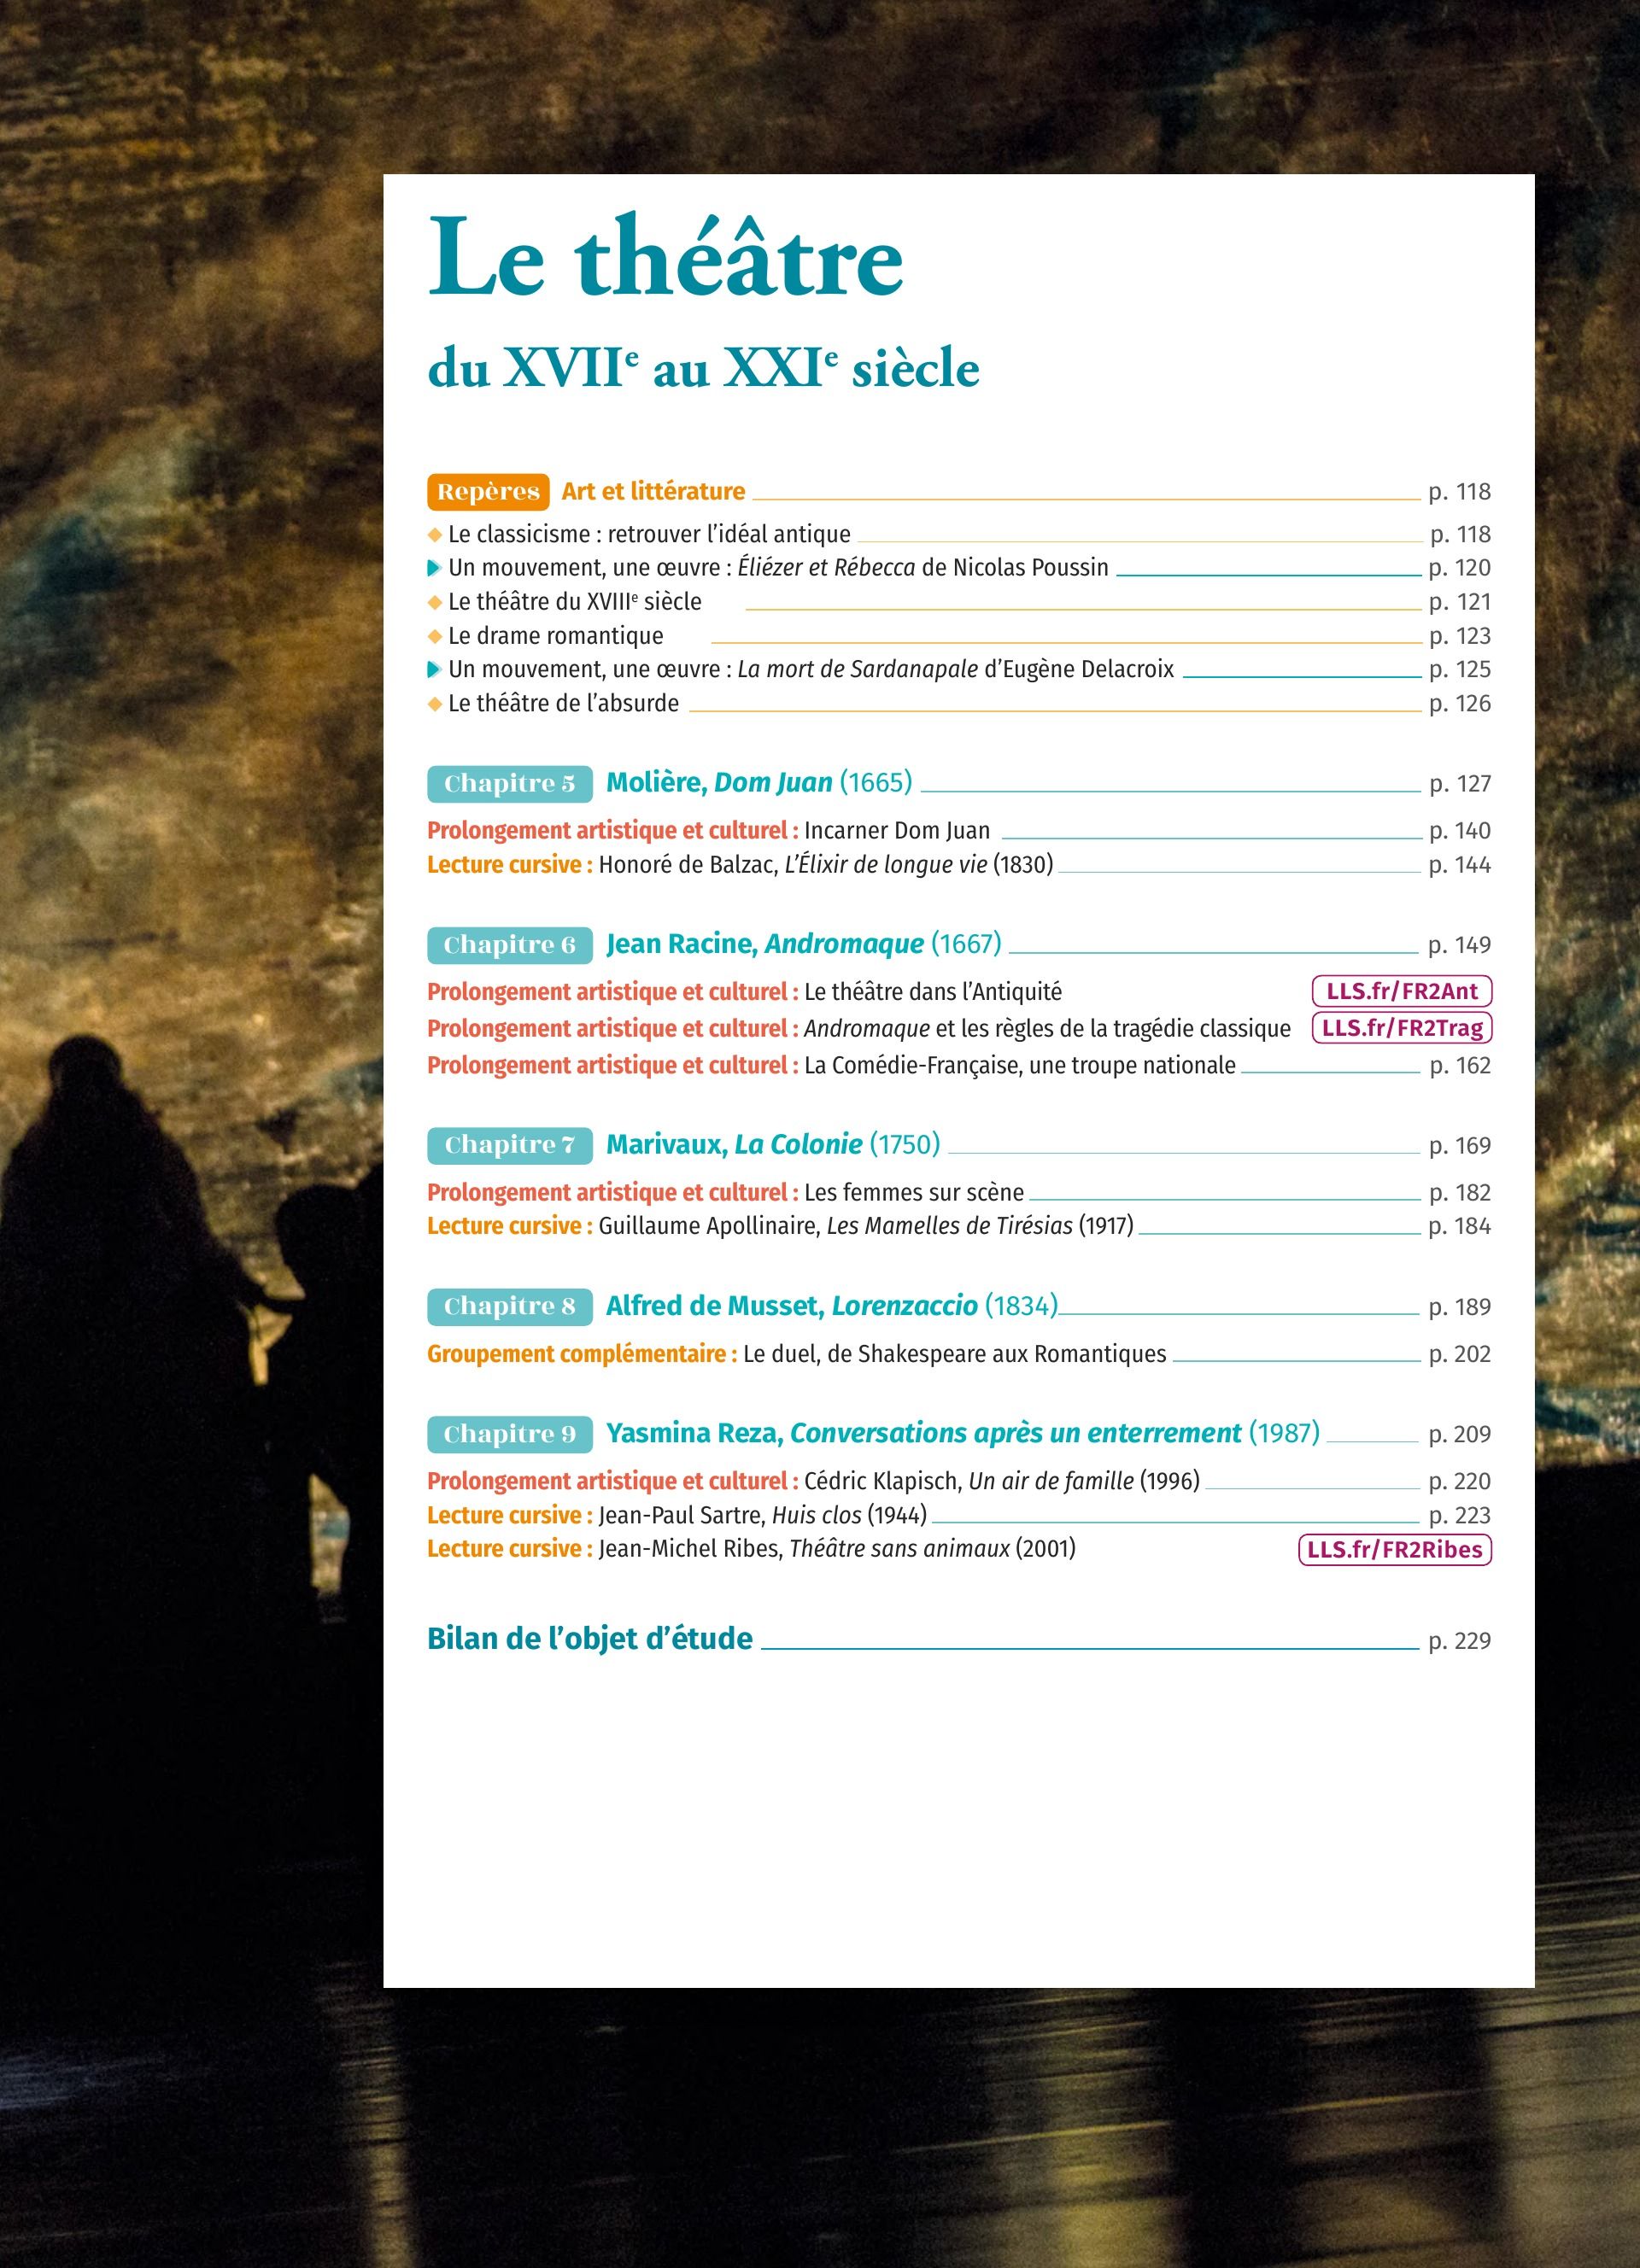 Le théâtre
du XVIIe au XXIe siècle
Repères Art et littérature p. 118
Le classicisme : retrouver l’idéal antique p. 118
Un mouvement, une œuvre : Éliézer et Rébecca de Nicolas Poussin p. 120
Le théâtre du XVIIIe siècle p. 121
Le drame romantique p. 123
Un mouvement, une œuvre : La mort de Sardanapale d’Eugène Delacroix p. 125
Le théâtre de l’absurde p. 126
Chapitre 5 Molière, Dom Juan (1665) p. 127
Prolongement artistique et culturel : Incarner Dom Juan p. 140
Lecture cursive : Honoré de Balzac, L’Élixir de longue vie (1830) p. 144
Chapitre 6 Jean Racine, Andromaque (1667) p. 149
Prolongement artistique et culturel : Le théâtre dans l’Antiquité LLS.fr/FR2Ant
Prolongement artistique et culturel : Andromaque et les règles de la tragédie classique LLS.fr/FR2Trag
Prolongement artistique et culturel : La Comédie-Française, une troupe nationale p. 162
Chapitre 7 Marivaux, La Colonie (1750) p. 169
Prolongement artistique et culturel : Les femmes sur scène p. 182
Lecture cursive : Guillaume Apollinaire, Les Mamelles de Tirésias (1917) p. 184
Chapitre 8 Alfred de Musset, Lorenzaccio (1834) p. 189
Groupement complémentaire : Le duel, de Shakespeare aux Romantiques p. 202
Chapitre 9 Yasmina Reza, Conversations après un enterrement (1987) p. 209
Prolongement artistique et culturel : Cédric Klapisch, Un air de famille (1996) p. 220
Lecture cursive : Jean-Paul Sartre, Huis clos (1944) p. 223
Lecture cursive : Jean-Michel Ribes, Théâtre sans animaux (2001) LLS.fr/FR2Ribes
Bilan de l’objet d’étude p. 229